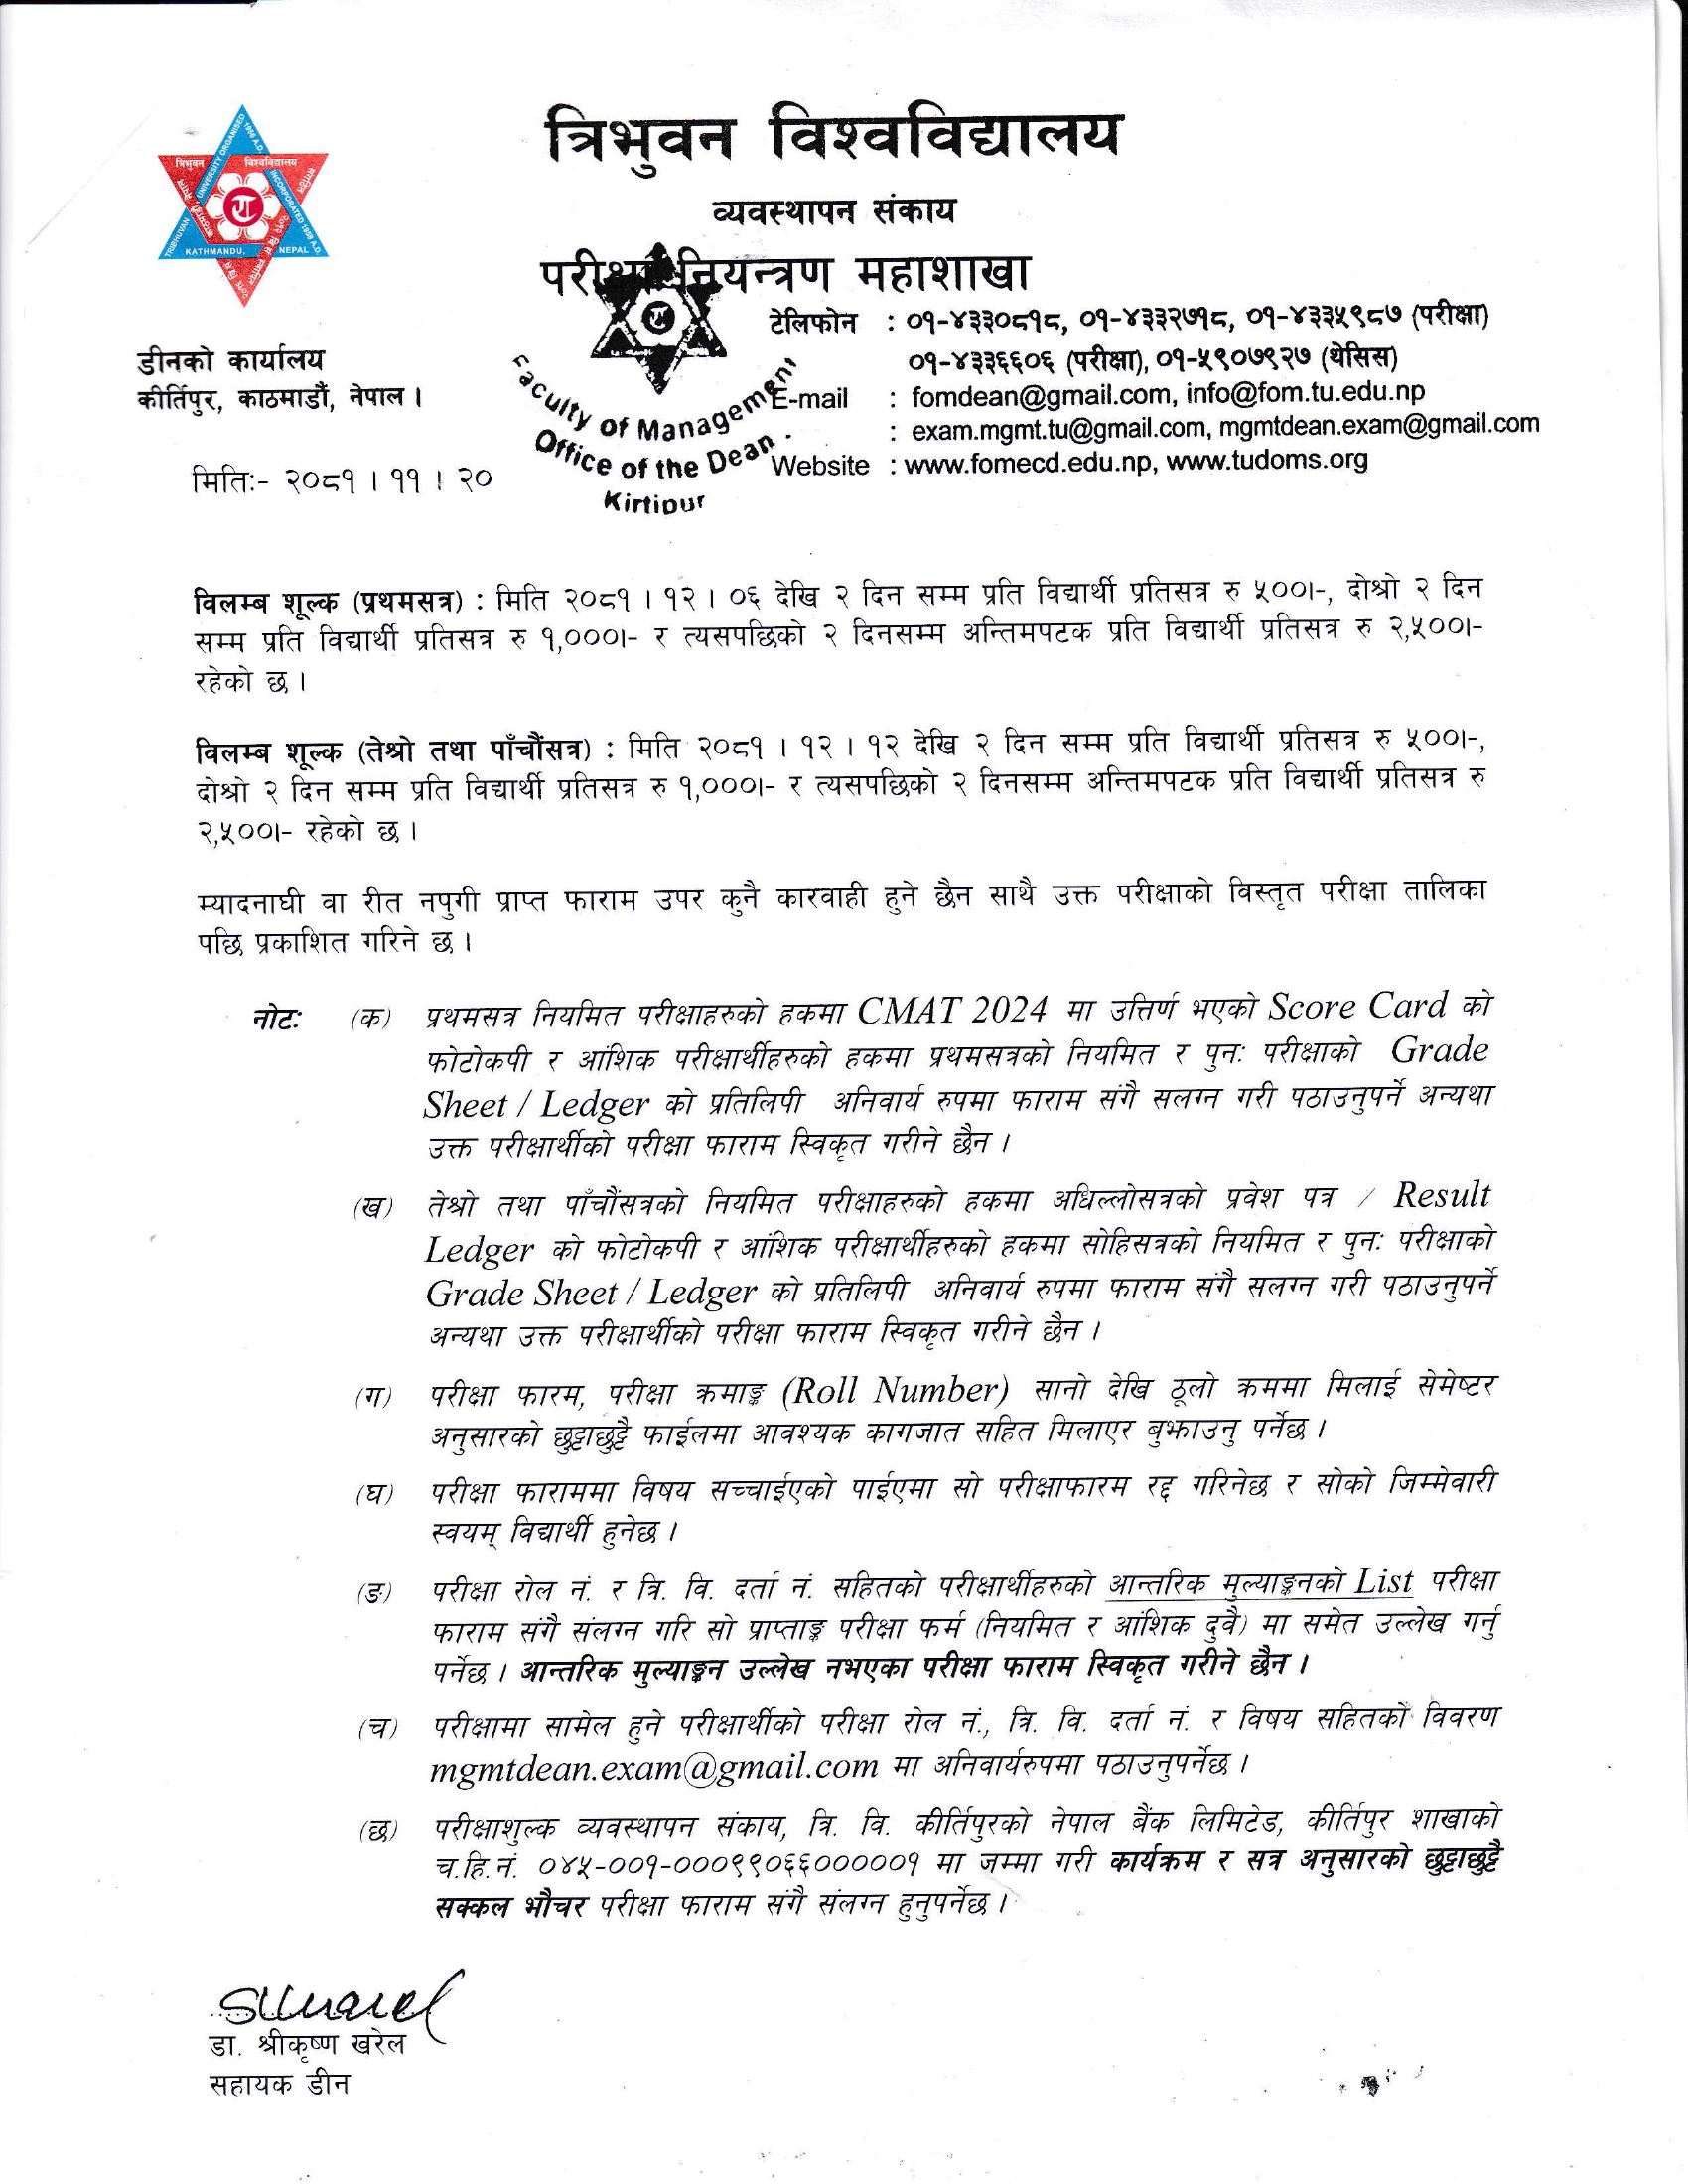 त्रिभुवन विश्वविद्यालय
व्यवस्थापन संकाय
परीक्षा नियन्त्रण महाशाखा
त्रिभुवन विश्वविद्यालय
TRIBHUVAN UNIVERSITY ORGANISED 1956 A.D.
INCORPORATED 1959 A.D.
KATHMANDU, NEPAL
टेलिफोन : ०१-४३३०८१८, ०१-४३३२७१८, ०१-४३३५९८७ (परीक्षा)
०१-४३३६६०६ (परीक्षा), ०१-५९०७९२७ (थेसिस)
E-mail : fomdean@gmail.com, info@fom.tu.edu.np
: exam.mgmt.tu@gmail.com, mgmtdean.exam@gmail.com
Website : www.fomecd.edu.np, www.tudoms.org
डीनको कार्यालय
कीर्तिपुर, काठमाडौं, नेपाल ।
Faculty of Management
Office of the Dean
Kirtipur
मितिः- २०८१ । ११ । २०
विलम्ब शूल्क (प्रथमसत्र) : मिति २०८१ । १२ । ०६ देखि २ दिन सम्म प्रति विद्यार्थी प्रतिसत्र रु ५००।-, दोश्रो २ दिन
सम्म प्रति विद्यार्थी प्रतिसत्र रु १,०००।- र त्यसपछिको २ दिनसम्म अन्तिमपटक प्रति विद्यार्थी प्रतिसत्र रु २,५००।-
रहेको छ ।
विलम्ब शूल्क (तेश्रो तथा पाँचौंसत्र) : मिति २०८१ । १२ । १२ देखि २ दिन सम्म प्रति विद्यार्थी प्रतिसत्र रु ५००।-,
दोश्रो २ दिन सम्म प्रति विद्यार्थी प्रतिसत्र रु १,०००।- र त्यसपछिको २ दिनसम्म अन्तिमपटक प्रति विद्यार्थी प्रतिसत्र रु
२,५००।- रहेको छ ।
म्यादनाघी वा रीत नपुगी प्राप्त फाराम उपर कुनै कारवाही हुने छैन साथै उक्त परीक्षाको विस्तृत परीक्षा तालिका
पछि प्रकाशित गरिने छ ।
नोटः (क) प्रथमसत्र नियमित परीक्षाहरुको हकमा CMAT 2024 मा उत्तिर्ण भएको Score Card को
फोटोकपी र आंशिक परीक्षार्थीहरुको हकमा प्रथमसत्रको नियमित र पुनः परीक्षाको Grade
Sheet / Ledger को प्रतिलिपी अनिवार्य रुपमा फाराम संगै सलग्न गरी पठाउनुपर्ने अन्यथा
उक्त परीक्षार्थीको परीक्षा फाराम स्विकृत गरीने छैन ।
(ख) तेश्रो तथा पाँचौंसत्रको नियमित परीक्षाहरुको हकमा अघिल्लोसत्रको प्रवेश पत्र / Result
Ledger को फोटोकपी र आंशिक परीक्षार्थीहरुको हकमा सोहिसत्रको नियमित र पुनः परीक्षाको
Grade Sheet / Ledger को प्रतिलिपी अनिवार्य रुपमा फाराम संगै सलग्न गरी पठाउनुपर्ने
अन्यथा उक्त परीक्षार्थीको परीक्षा फाराम स्विकृत गरीने छैन ।
(ग) परीक्षा फारम, परीक्षा क्रमाङ्क (Roll Number) सानो देखि ठूलो क्रममा मिलाई सेमेष्टर
अनुसारको छुट्टाछुट्टै फाईलमा आवश्यक कागजात सहित मिलाएर बुझाउनु पर्नेछ ।
(घ) परीक्षा फाराममा विषय सच्चाईएको पाईएमा सो परीक्षाफारम रद्द गरिनेछ र सोको जिम्मेवारी
स्वयम् विद्यार्थी हुनेछ ।
(ङ) परीक्षा रोल नं. र त्रि. वि. दर्ता नं. सहितको परीक्षार्थीहरुको आन्तरिक मुल्याङ्कनको List परीक्षा
फाराम संगै संलग्न गरि सो प्राप्ताङ्क परीक्षा फर्म (नियमित र आंशिक दुवै) मा समेत उल्लेख गर्नु
पर्नेछ । आन्तरिक मुल्याङ्कन उल्लेख नभएका परीक्षा फाराम स्विकृत गरीने छैन ।
(च) परीक्षामा सामेल हुने परीक्षार्थीको परीक्षा रोल नं., त्रि. वि. दर्ता नं. र विषय सहितको विवरण
mgmtdean.exam@gmail.com मा अनिवार्यरुपमा पठाउनुपर्नेछ ।
(छ) परीक्षाशुल्क व्यवस्थापन संकाय, त्रि. वि. कीर्तिपुरको नेपाल बैंक लिमिटेड, कीर्तिपुर शाखाको
च.हि.नं. ०४५-००१-०००९९०६६०००००१ मा जम्मा गरी कार्यक्रम र सत्र अनुसारको छुट्टाछुट्टै
सक्कल भौचर परीक्षा फाराम संगै संलग्न हुनुपर्नेछ ।
डा. श्रीकृष्ण खरेल
सहायक डीन